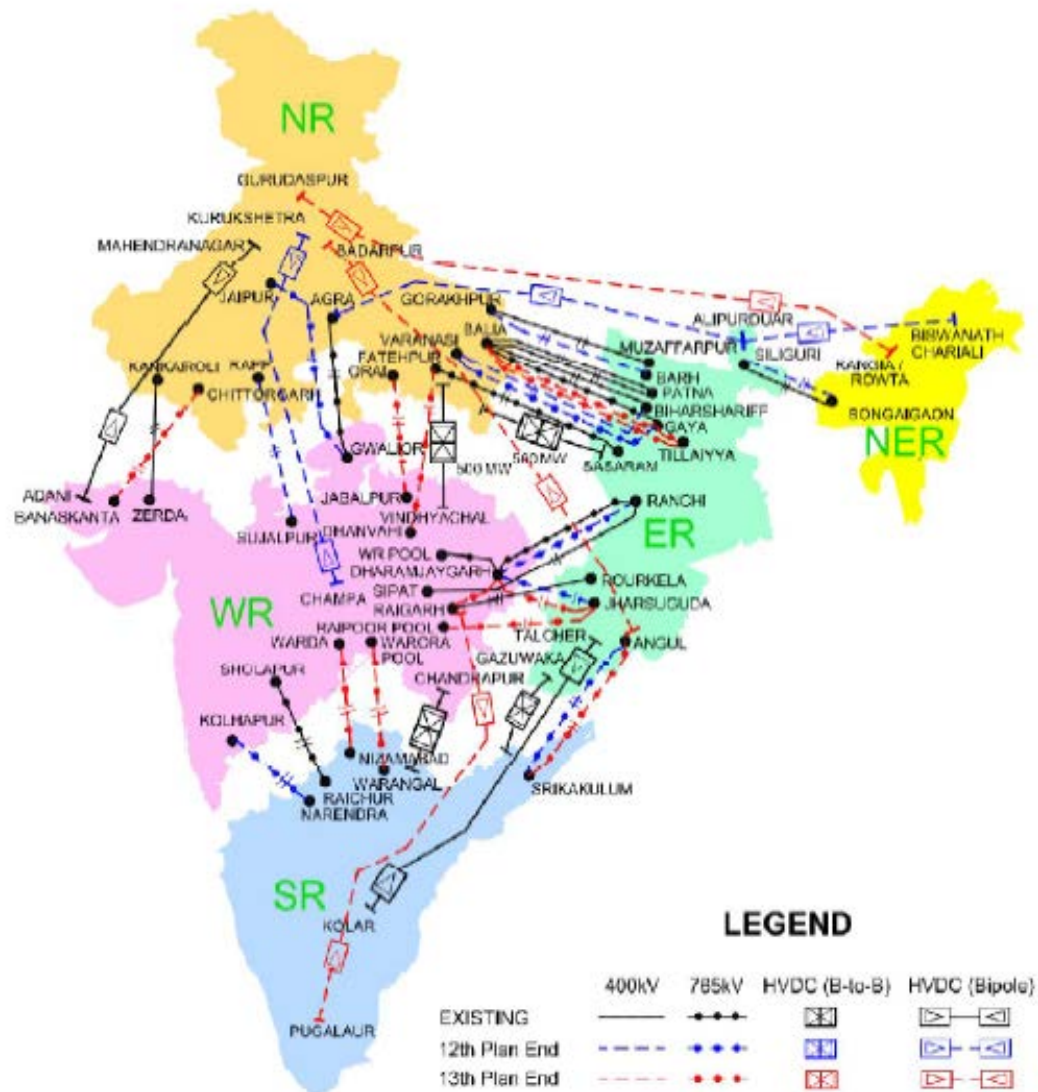 NR
GURUDASPUR
KURUKSHETRA
MAHENDRANAGAR
BADARPUR
JAIPUR
AGRA
GORAKHPUR
ALIPURDUAR
BISWANATH
CHARIALI
VARANASI
BALIA
MUZAFFARPUR
SILIGURI
RANGIA /
ROWTA
FATEHPUR
ORAI
BARH
KANKAROLI
RAPP
PATNA
CHITTORGARH
BIHARSHARIFF
BONGAIGAON
GAYA
NER
GWALIOR
500 MW
500 MW
TILLAIYYA
SASARAM
ADANI
BANASKANTA
ZERDA
JABALPUR
VINDHYACHAL
RANCHI
SUJALPUR
DHANVAHI
ER
WR POOL
DHARAMJAYGARH
ROURKELA
CHAMPA
SIPAT
WR
RAIGARH
JHARSUGUDA
RAIPOOR POOL
TALCHER
ANGUL
WARDA
WARORA
POOL
GAZUWAKA
SHOLAPUR
CHANDRAPUR
KOLHAPUR
NIZAMABAD
WARANGAL
SRIKAKULUM
RAICHUR
NARENDRA
SR
KOLAR
PUGALAUR
LEGEND
400kV 765kV HVDC (B-to-B) HVDC (Bipole)
EXISTING
12th Plan End
13th Plan End